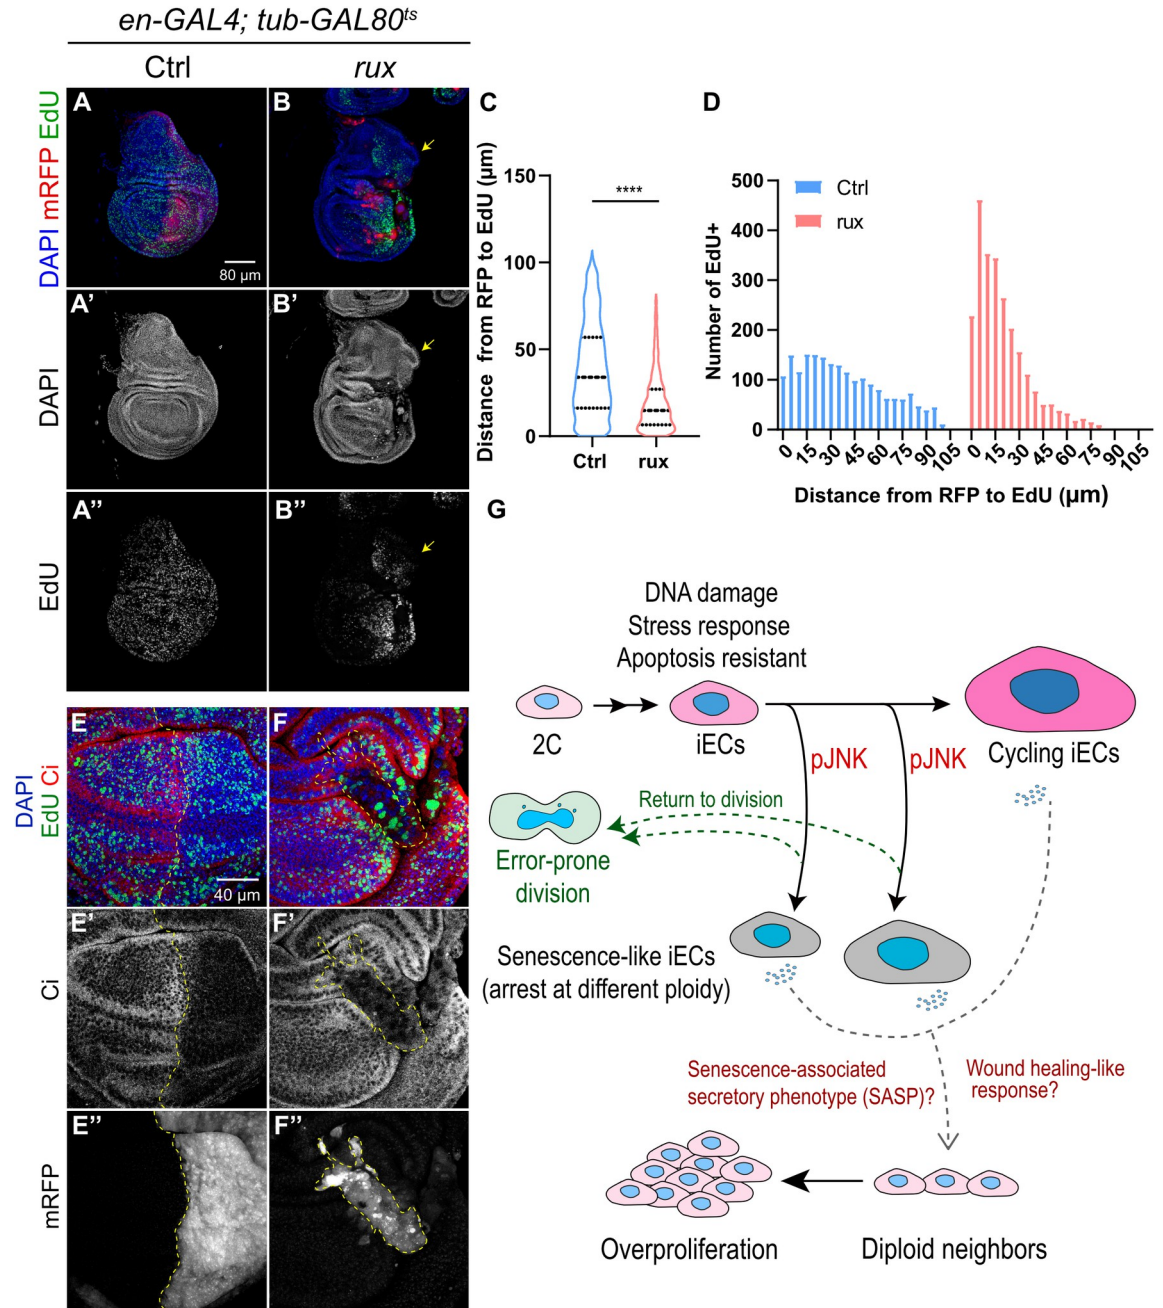 en-GAL4; tub-GAL80ts
Ctrl
rux
A
B
DAPI mRFP EdU
80 µm
A'
B'
DAPI
A"
B"
EdU
C
Distance from RFP to EdU (µm)
150
100
50
0
****
Ctrl
rux
D
Number of EdU+
500
400
300
200
100
0
Ctrl
rux
0 15 30 45 60 75 90 105 0 15 30 45 60 75 90 105
Distance from RFP to EdU (µm)
E
F
DAPI
EdU Ci
40 µm
E'
F'
Ci
E"
F"
mRFP
G
DNA damage
Stress response
Apoptosis resistant
2C
iECs
Cycling iECs
pJNK
pJNK
Return to division
Error-prone
division
Senescence-like iECs
(arrest at different ploidy)
Senescence-associated
secretory phenotype (SASP)?
Wound healing-like
response?
Overproliferation
Diploid neighbors